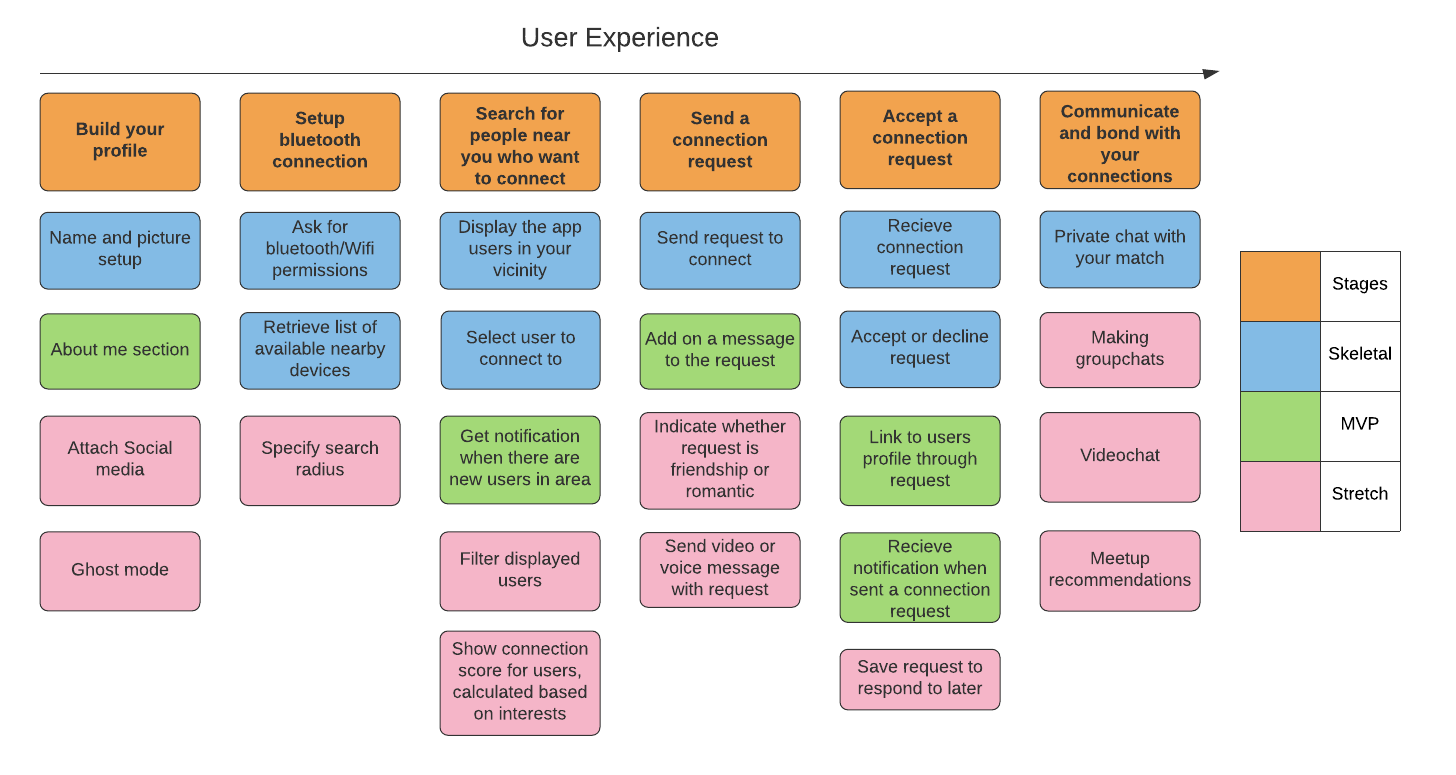 User Experience
Build your
profile
Setup
bluetooth
connection
Search for
people near
you who want
to connect
Send a
connection
request
Accept a
connection
request
Communicate
and bond with
your
connections
Name and picture
setup
Ask for
bluetooth/Wifi
permissions
Display the app
users in your
vicinity
Send request to
connect
Recieve
connection
request
Private chat with
your match
About me section
Retrieve list of
available nearby
devices
Select user to
connect to
Add on a message
to the request
Accept or decline
request
Making
groupchats
Attach Social
media
Specify search
radius
Get notification
when there are
new users in area
Indicate whether
request is
friendship or
romantic
Link to users
profile through
request
Videochat
Ghost mode
Filter displayed
users
Send video or
voice message
with request
Recieve
notification when
sent a connection
request
Meetup
recommendations
Show connection
score for users,
calculated based
on interests
Save request to
respond to later
Stages
Skeletal
MVP
Stretch